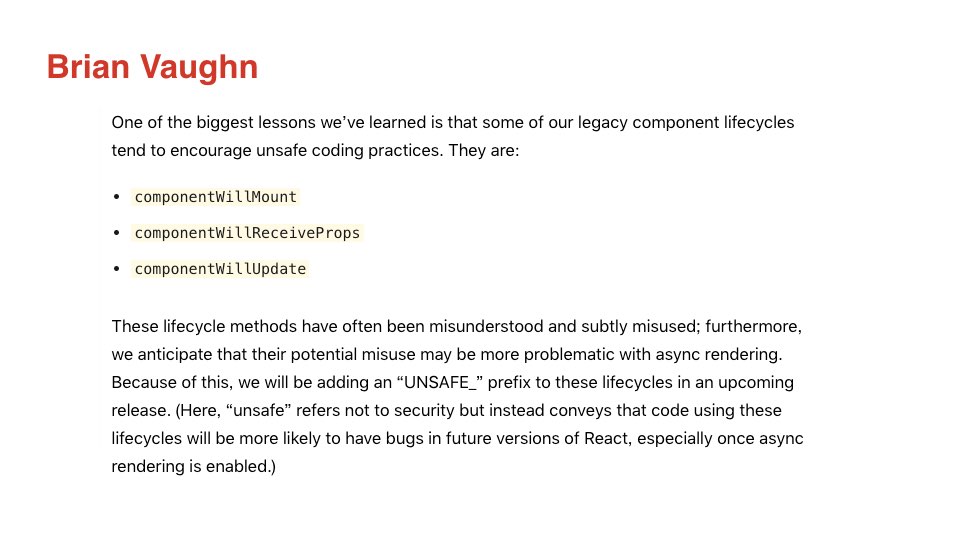 Brian Vaughn
One of the biggest lessons we’ve learned is that some of our legacy component lifecycles
tend to encourage unsafe coding practices. They are:
• componentWillMount
• componentWillReceiveProps
• componentWillUpdate
These lifecycle methods have often been misunderstood and subtly misused; furthermore,
we anticipate that their potential misuse may be more problematic with async rendering.
Because of this, we will be adding an “UNSAFE_” prefix to these lifecycles in an upcoming
release. (Here, “unsafe” refers not to security but instead conveys that code using these
lifecycles will be more likely to have bugs in future versions of React, especially once async
rendering is enabled.)